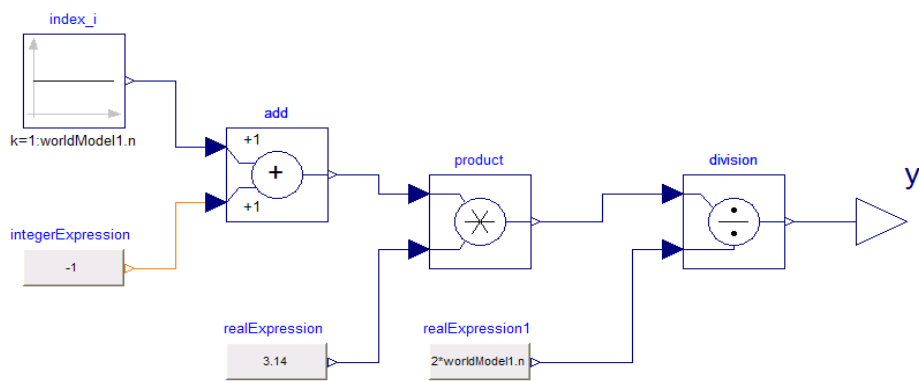 index_i
k=1:worldModel1.n
add
+1
+
+1
integerExpression
-1
product
division
y
realExpression
3.14
realExpression1
2*worldModel1.n